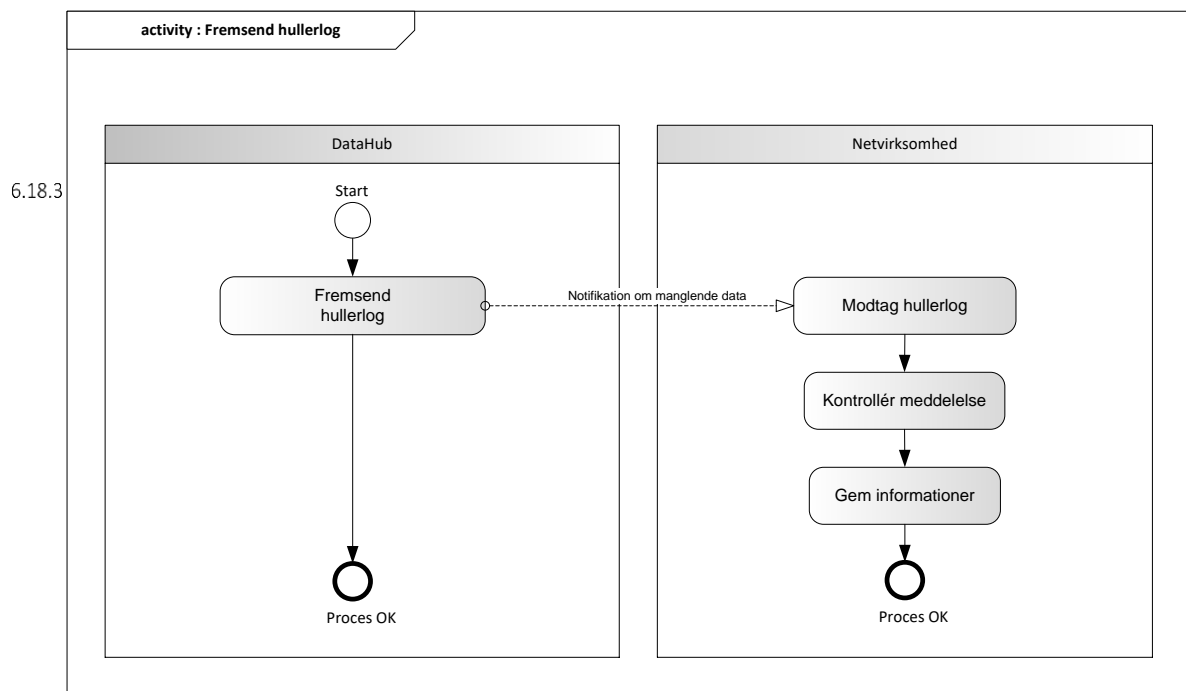 activity : Fremsend hullerlog
DataHub
Netvirksomhed
6.18.3
Start
Fremsend
hullerlog
Notifikation om manglende data
Modtag hullerlog
Kontrollér meddelelse
Gem informationer
Proces OK
Proces OK